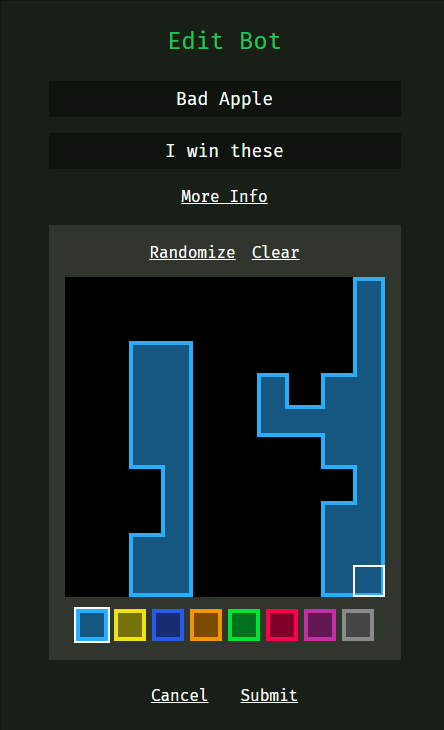 Edit Bot
Bad Apple
I win these
More Info
Randomize Clear
Cancel Submit